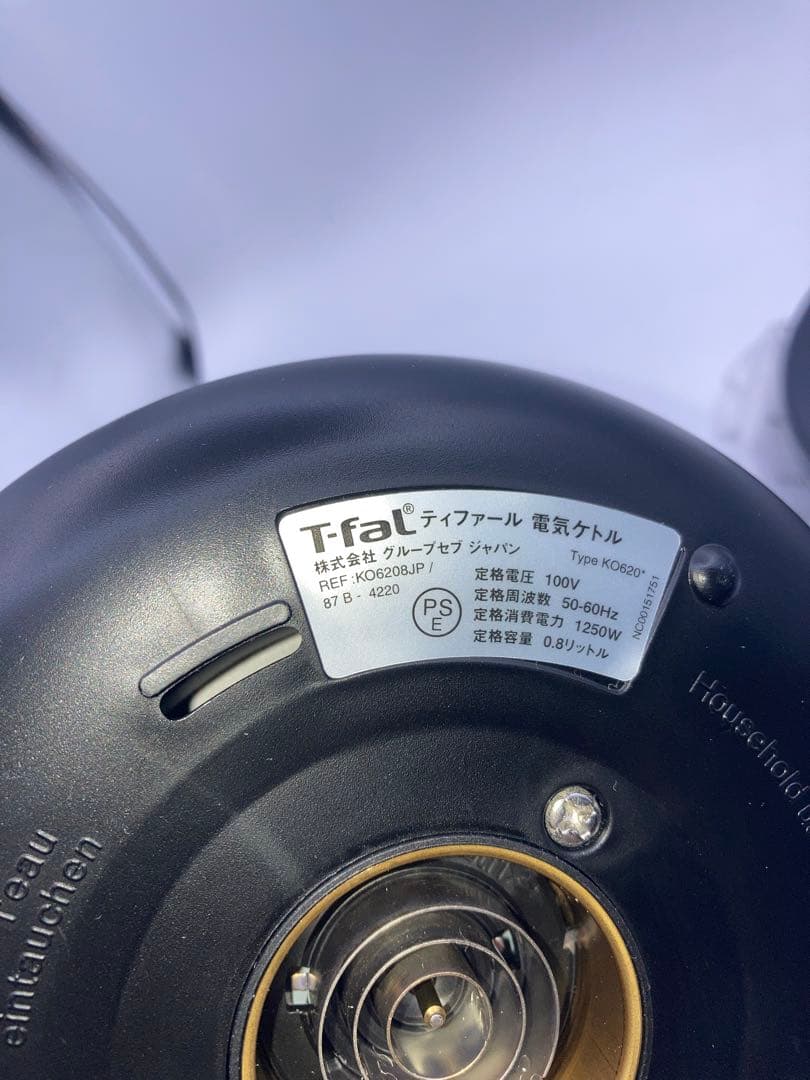 T-fal® ティファール 電気ケトル
株式会社 グループセブ ジャパン
Type KO620*
REF :KO6208JP /
87 B - 4220
PS
E
定格電圧 100V
定格周波数 50-60Hz
定格消費電力 1250W
定格容量 0.8リットル
NC00151751
Household
l'eau
eintauchen